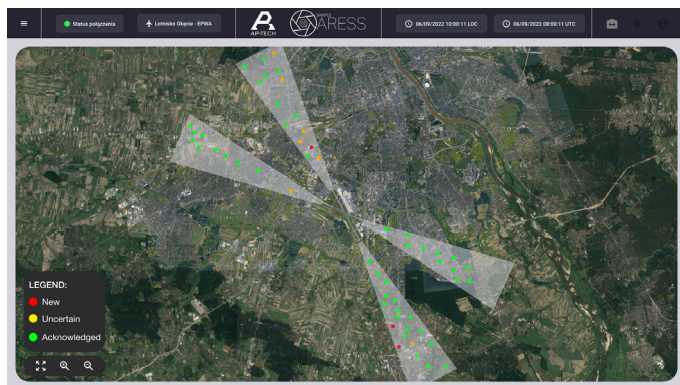 Status połączenia
Lotnisko Okęcie - EPWA
AP-TECH
ARESS
06/09/2022 10:00:11 LOC
06/09/2022 08:00:11 UTC
LEGEND:
New
Uncertain
Acknowledged